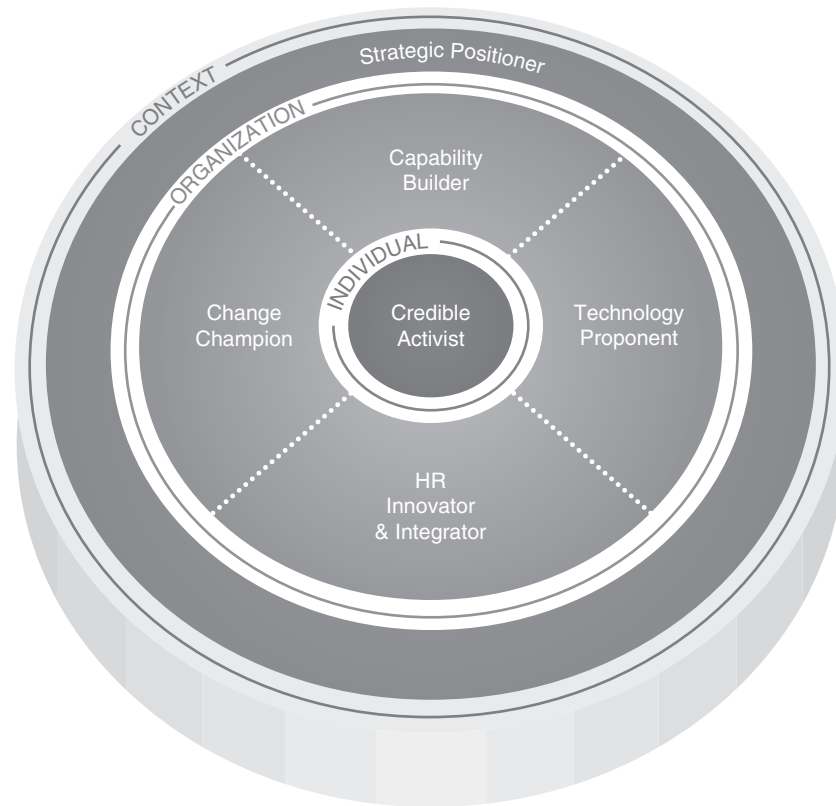 Strategic Positioner
CONTEXT
ORGANIZATION
Capability
Builder
INDIVIDUAL
Change
Champion
Credible
Activist
Technology
Proponent
HR
Innovator
& Integrator